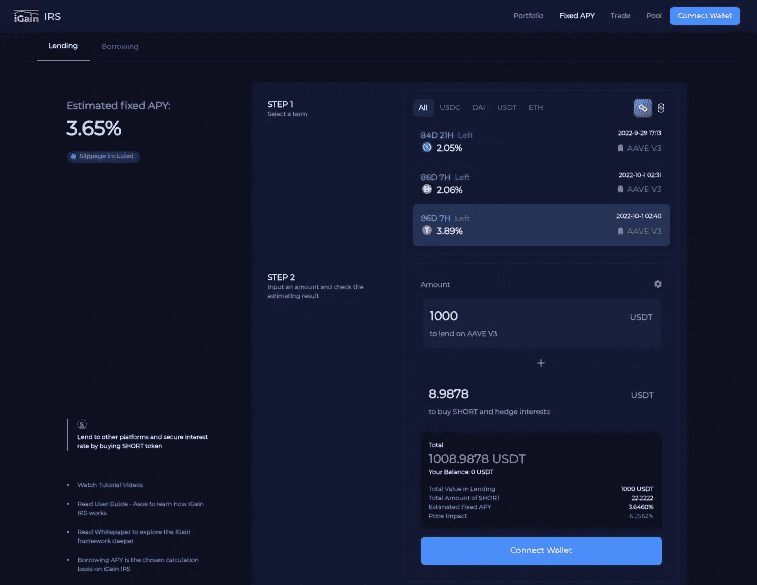 iGain IRS
Portfolio Fixed APY Trade Pool Connect Wallet
Lending Borrowing
Estimated fixed APY:
3.65%
Slippage included
STEP 1
Select a term
All USDC DAI USDT ETH
84D 21H Left 2022-9-29 17:13
2.05% AAVE V3
86D 7H Left 2022-10-1 02:31
2.06% AAVE V3
86D 7H Left 2022-10-1 02:40
3.89% AAVE V3
STEP 2
Input an amount and check the
estimating result
Amount
1000 USDT
to lend on AAVE V3
+
8.9878 USDT
to buy SHORT and hedge interests
Total
1008.9878 USDT
Your Balance: 0 USDT
Total Value in Lending 1000 USDT
Total Amount of SHORT 22.2222
Estimated Fixed APY 3.6460%
Price Impact
Connect Wallet
Lend to other platforms and secure interest
rate by buying SHORT token
• Watch Tutorial Videos
• Read User Guide - Aave to learn how iGain
IRS works
• Read Whitepaper to explore the iGain
framework deeper
• Borrowing APY is the chosen calculation
basis on iGain IRS